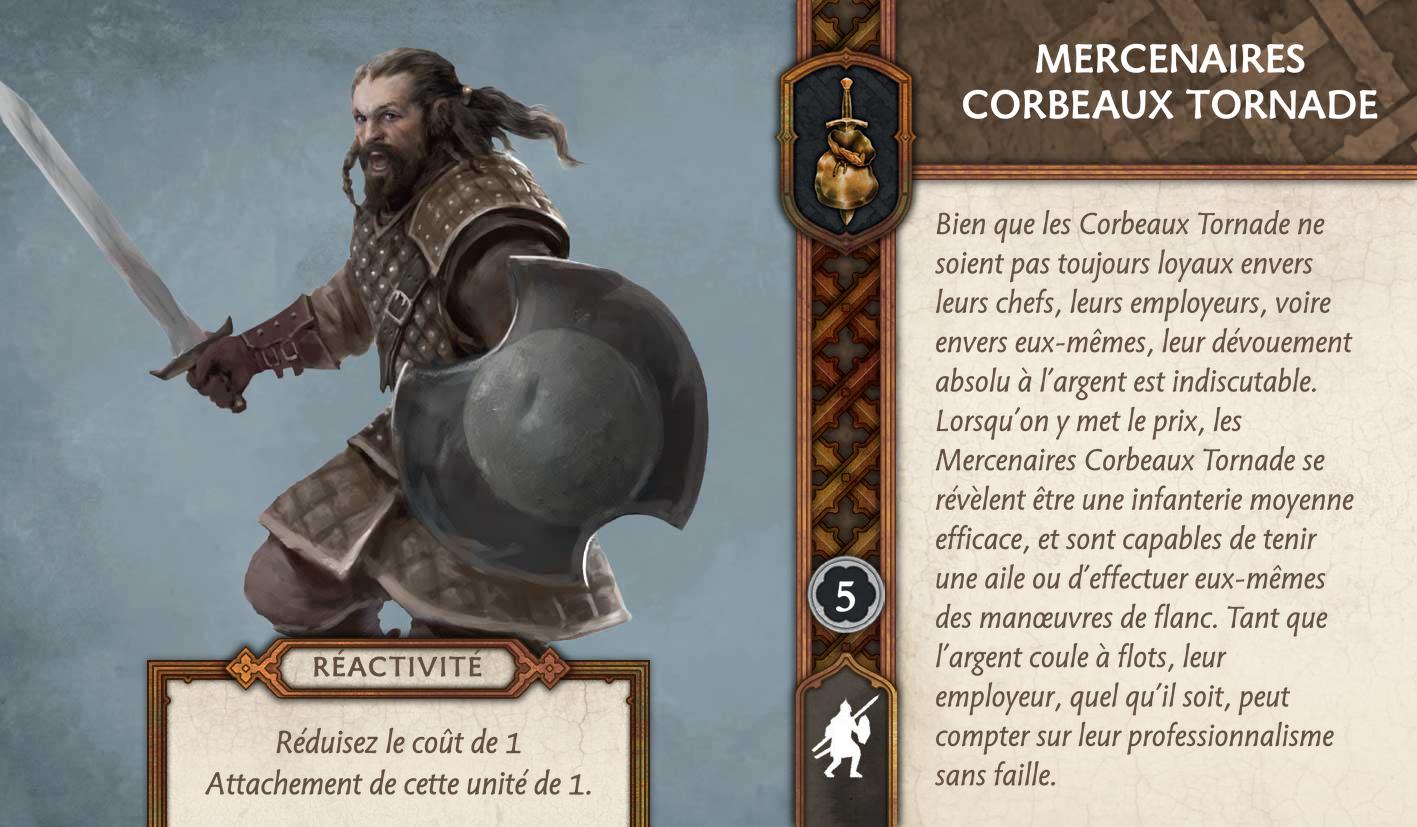 MERCENAIRES
CORBEAUX TORNADE
Bien que les Corbeaux Tornade ne
soient pas toujours loyaux envers
leurs chefs, leurs employeurs, voire
envers eux-mêmes, leur dévouement
absolu à l'argent est indiscutable.
Lorsqu'on y met le prix, les
Mercenaires Corbeaux Tornade se
révèlent être une infanterie moyenne
efficace, et sont capables de tenir
une aile ou d'effectuer eux-mêmes
des manœuvres de flanc. Tant que
l'argent coule à flots, leur
employeur, quel qu'il soit, peut
compter sur leur professionnalisme
sans faille.
5
RÉACTIVITÉ
Réduisez le coût de 1
Attachement de cette unité de 1.